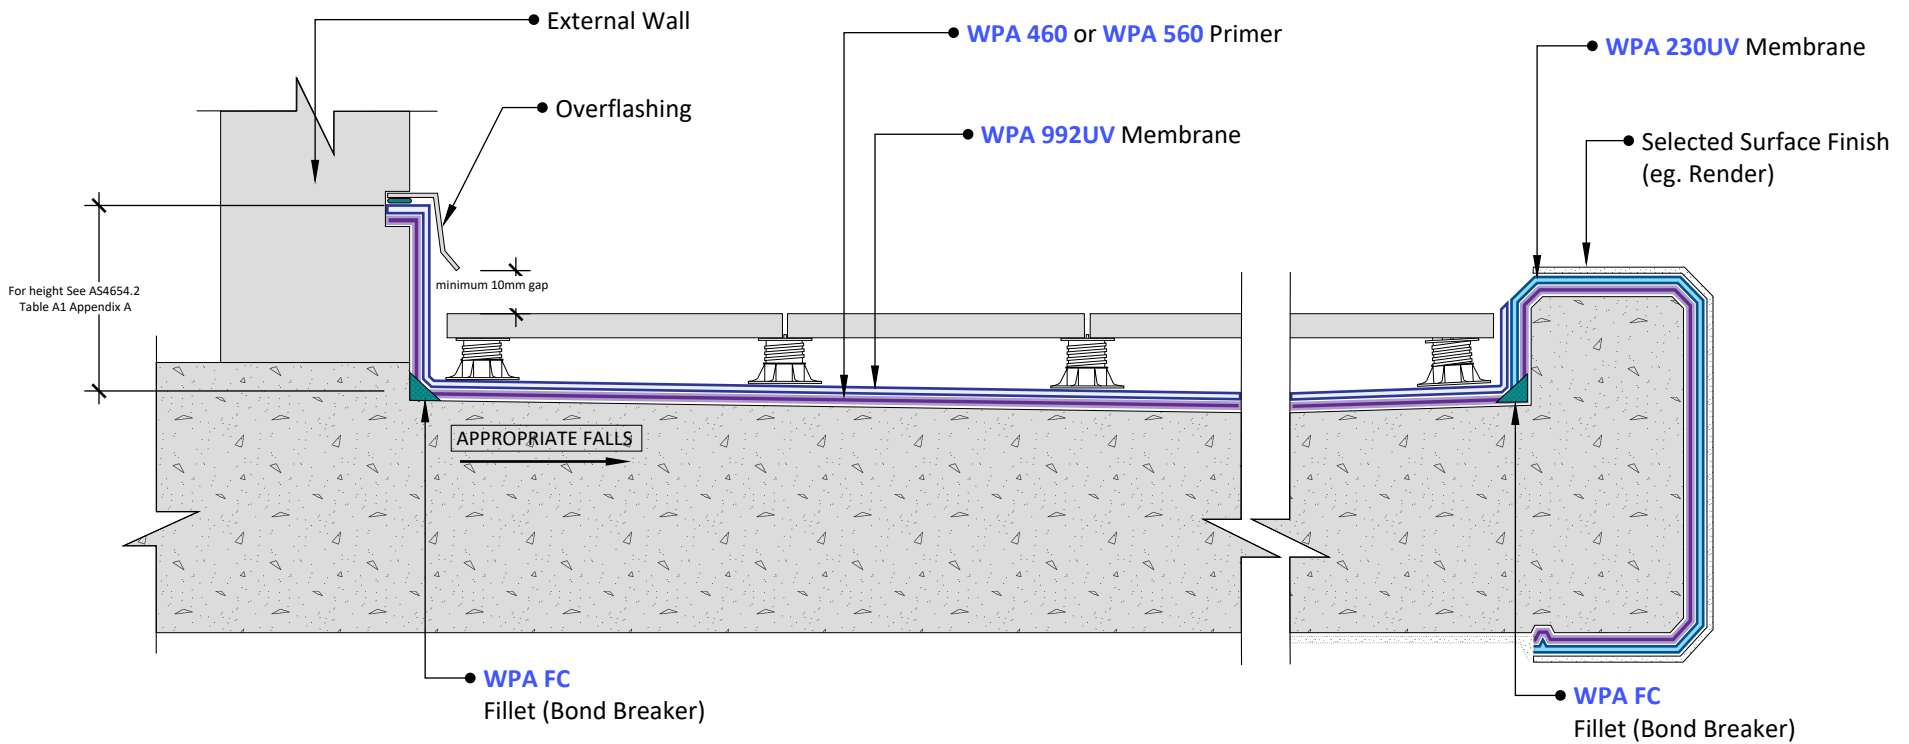 External Wall
WPA 460 or WPA 560 Primer
WPA 230UV Membrane
Overflashing
WPA 992UV Membrane
Selected Surface Finish
(eg. Render)
For height See AS4654.2
Table A1 Appendix A
minimum 10mm gap
APPROPRIATE FALLS
WPA FC
Fillet (Bond Breaker)
WPA FC
Fillet (Bond Breaker)